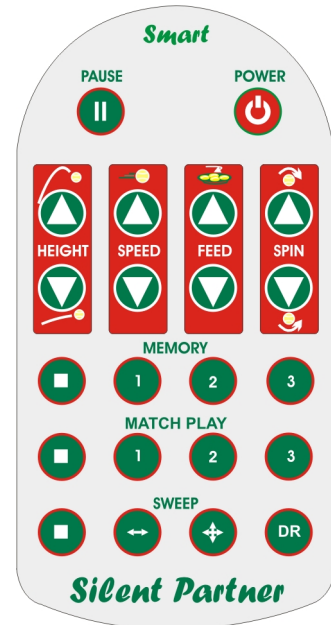 Smart
PAUSE POWER
HEIGHT SPEED FEED SPIN
MEMORY
1 2 3
MATCH PLAY
1 2 3
SWEEP
DR
Silent Partner